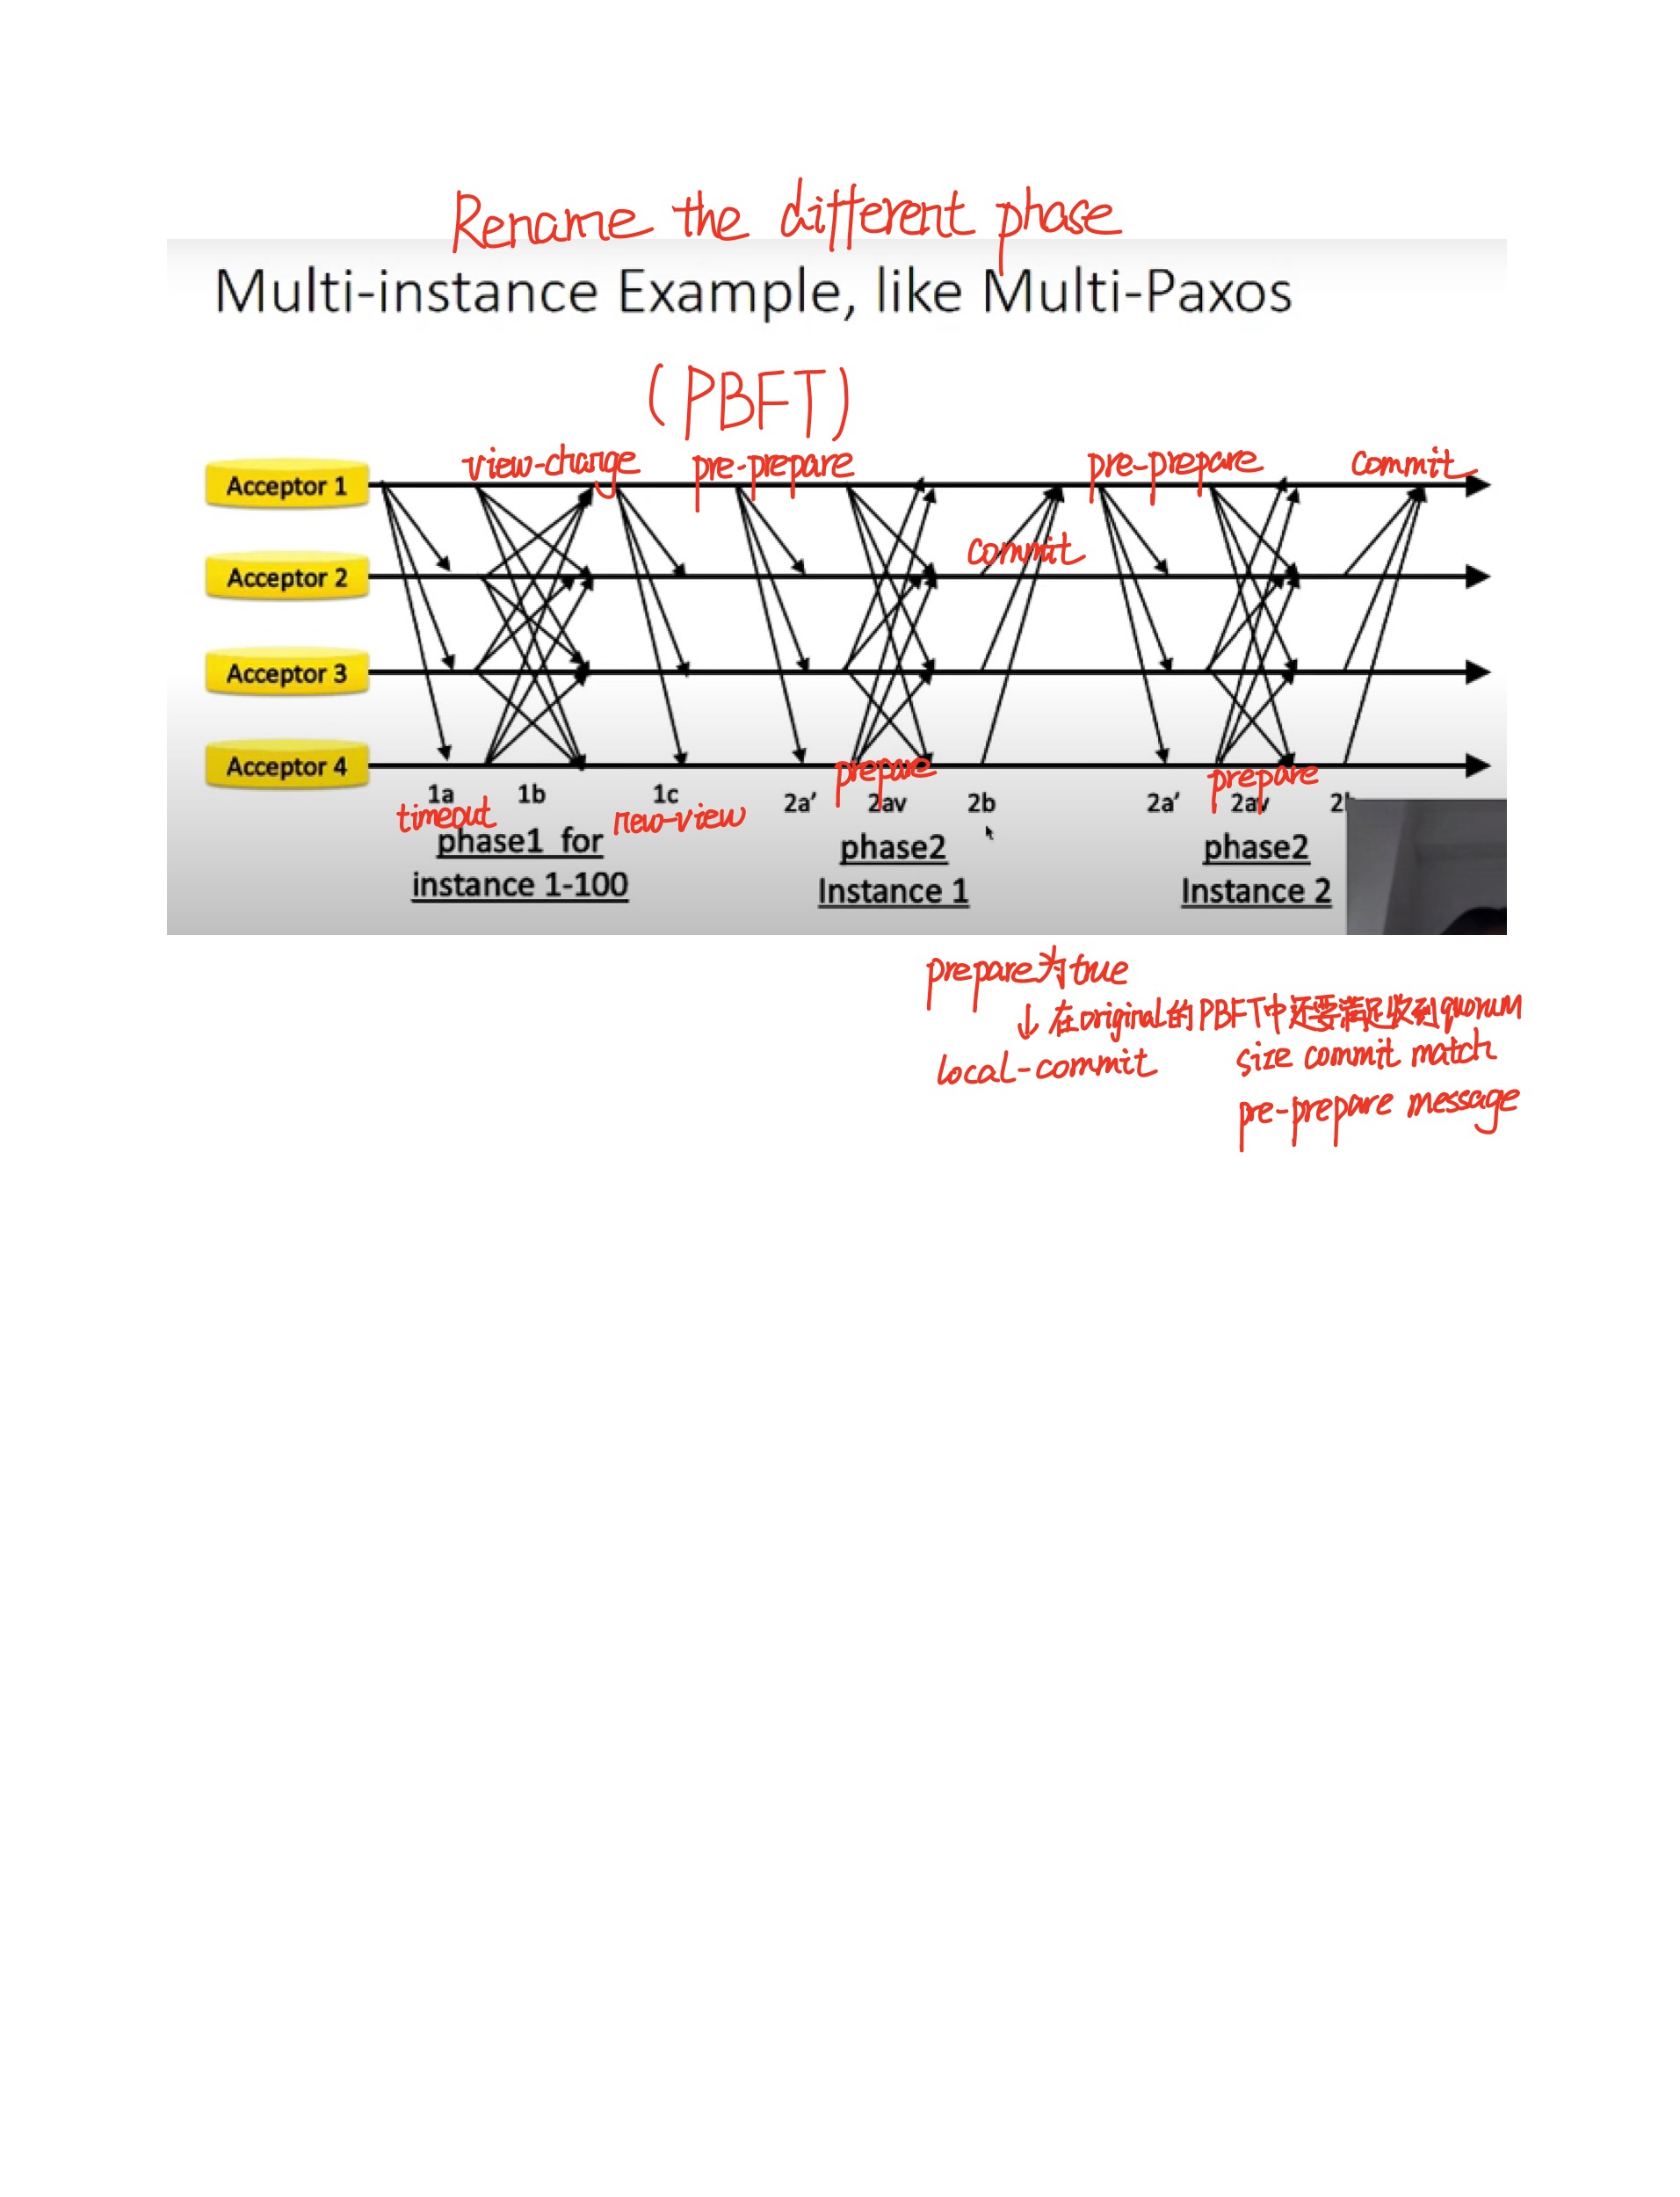 Rename the different phase
Multi-instance Example, like Multi-Paxos
(PBFT)
view-change pre-prepare pre-prepare commit
Acceptor 1
commit
Acceptor 2
Acceptor 3
Acceptor 4
prepare prepare
1a 1b 1c 2a’ 2av 2b 2a’ 2av
timeout new-view
phase1 for phase2 phase2
instance 1-100 Instance 1 Instance 2
prepare为true
↓ 在original的PBFT中还要满足收到quorum
local-commit size commit match
pre-prepare message